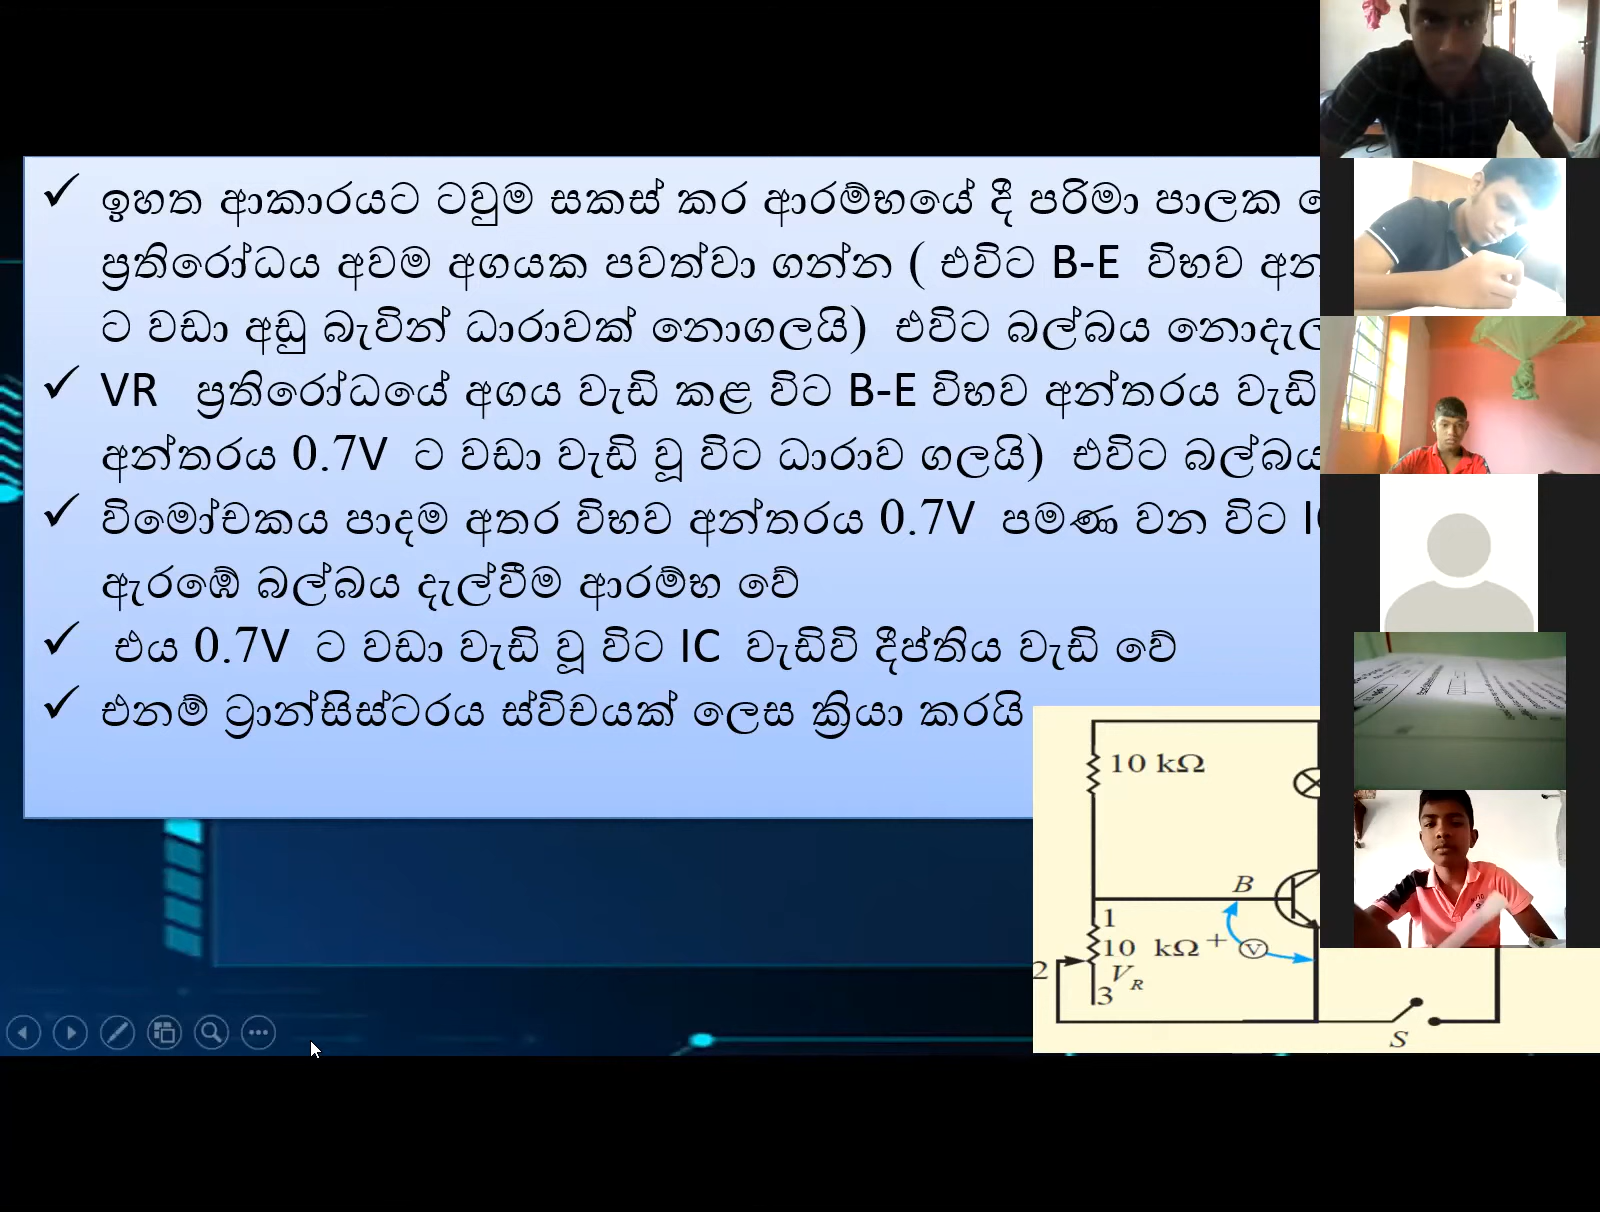 ✓ ඉහත ආකාරයට ටවුම සකස් කර ආරම්භයේ දී පරිමා පාලක
ප්‍රතිරෝධය අවම අගයක පවත්වා ගන්න ( එවිට B-E විභව
ට වඩා අඩු බැවින් ධාරාවක් නොගලයි) එවිට බල්බය
✓ VR ප්‍රතිරෝධයේ අගය වැඩි කළ විට B-E විභව අන්තරය වැඩි
අන්තරය 0.7V ට වඩා වැඩි වූ විට ධාරාව ගලයි) එවිට බල්බය
✓ විමෝචකය පාදම අතර විභව අන්තරය 0.7V පමණ වන විට
ඇරඹේ බල්බය දැල්වීම ආරම්භ වේ
✓ එය 0.7V ට වඩා වැඩි වූ විට IC වැඩිවි දීප්තිය වැඩි වේ
✓ එනම් ට්‍රාන්සිස්ටරය ස්විචයක් ලෙස ක්‍රියා කරයි
10 kΩ
B
1
10 kΩ + V
2 V_R
3
S